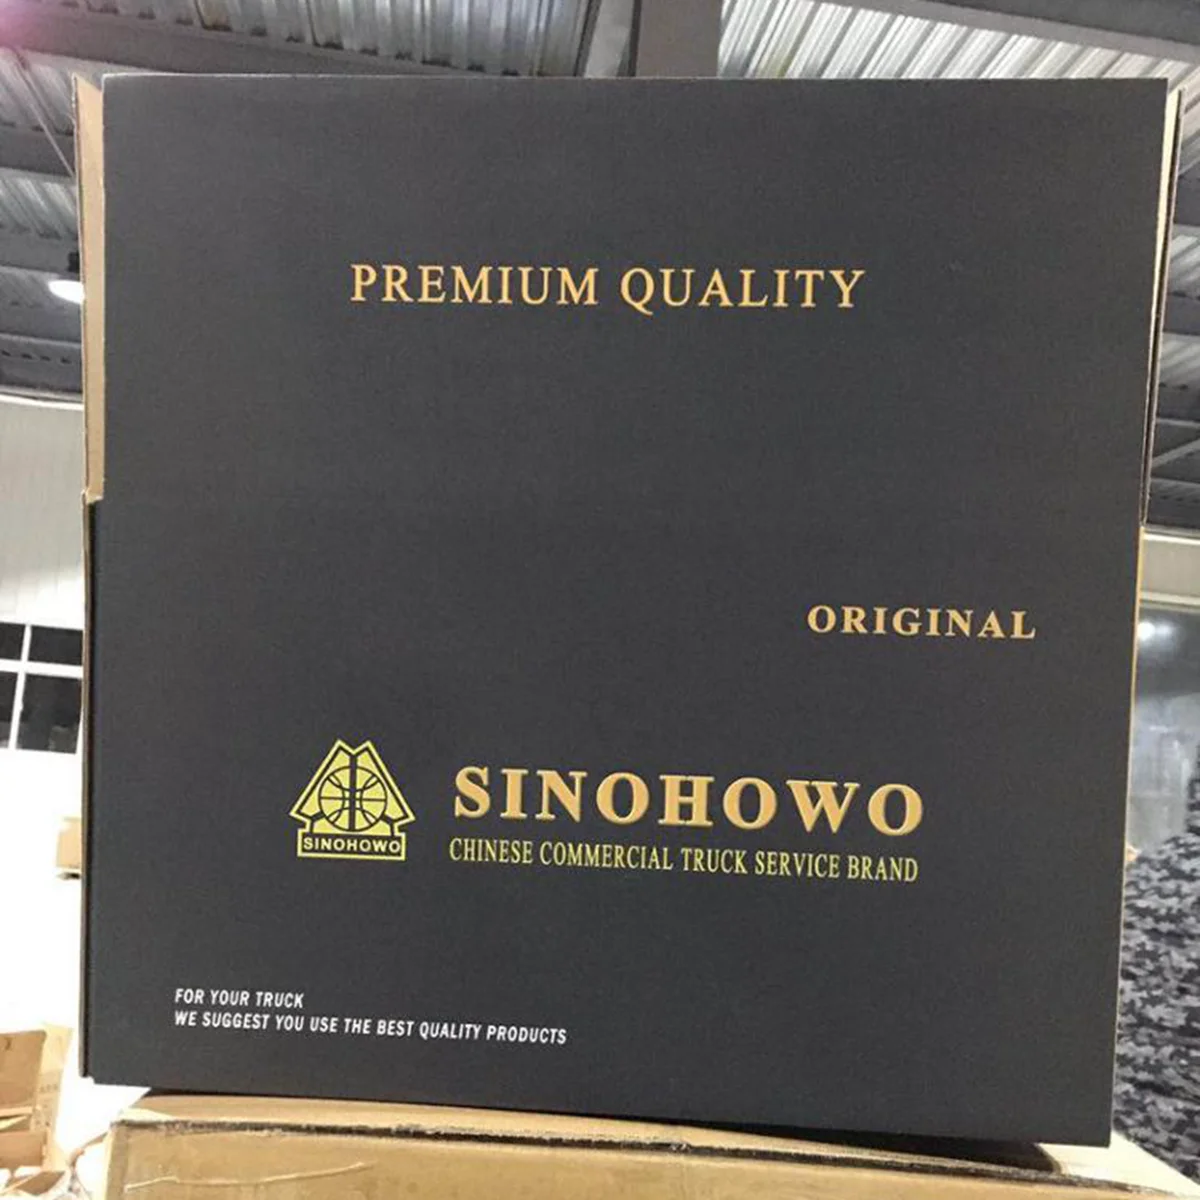 PREMIUM QUALITY
ORIGINAL
SINOHOWO
SINOHOWO
CHINESE COMMERCIAL TRUCK SERVICE BRAND
FOR YOUR TRUCK
WE SUGGEST YOU USE THE BEST QUALITY PRODUCTS